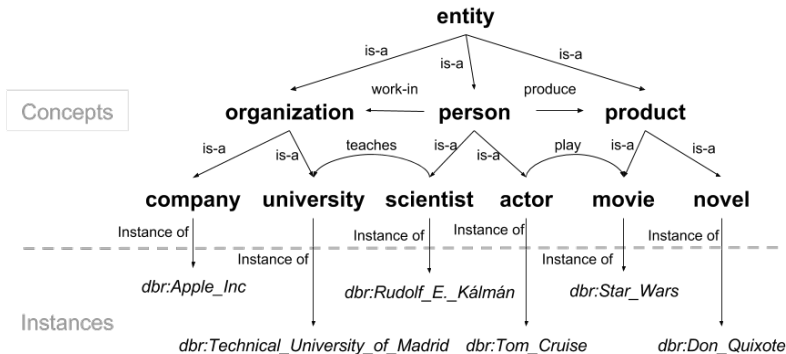 entity
is-a
is-a
is-a
work-in
produce
Concepts
organization
person
product
is-a
is-a
teaches
is-a
is-a
play
is-a
is-a
company
university
scientist
actor
movie
novel
Instance of
Instance of
Instance of
Instance of
Instance of
Instance of
dbr:Apple_Inc
dbr:Rudolf_E._Kálmán
dbr:Star_Wars
Instances
dbr:Technical_University_of_Madrid
dbr:Tom_Cruise
dbr:Don_Quixote